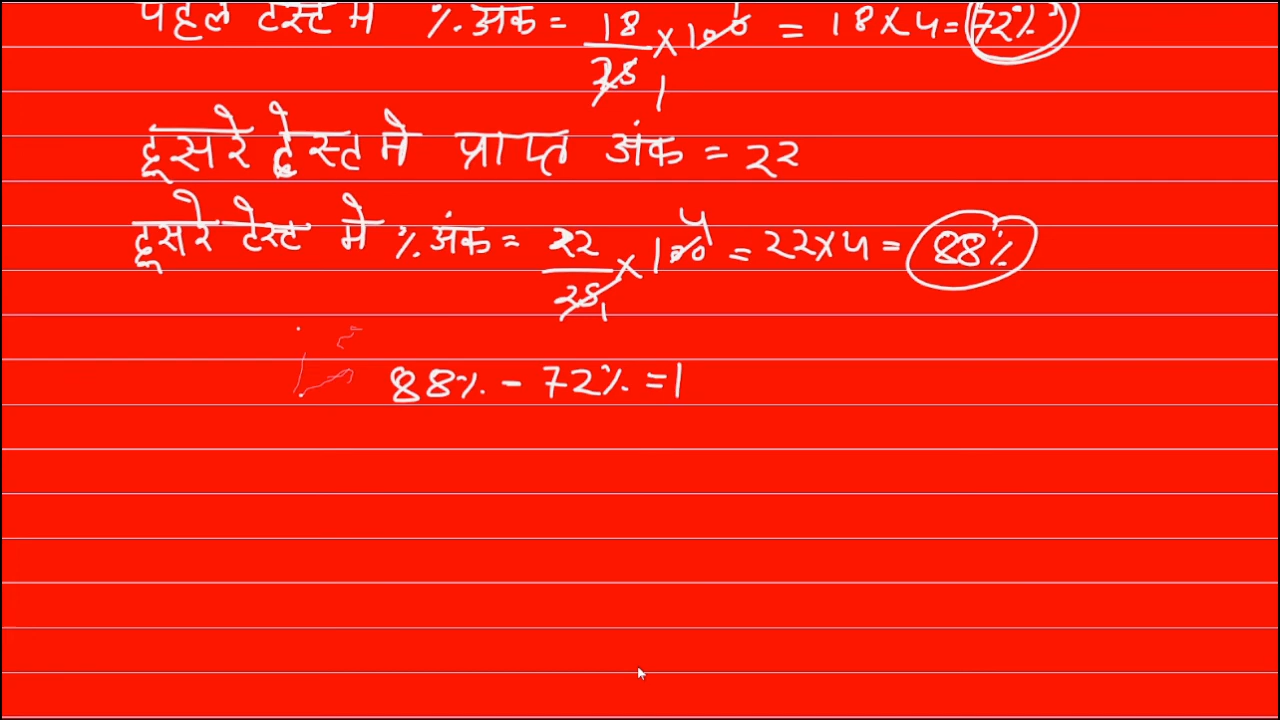 पहले टेस्ट में % अंक = 18/25 × 100 = 18 × 4 = 72%
दूसरे टेस्ट में प्राप्त अंक = 22
दूसरे टेस्ट में % अंक = 22/25 × 100 = 22 × 4 = 88%
88% - 72% = 1